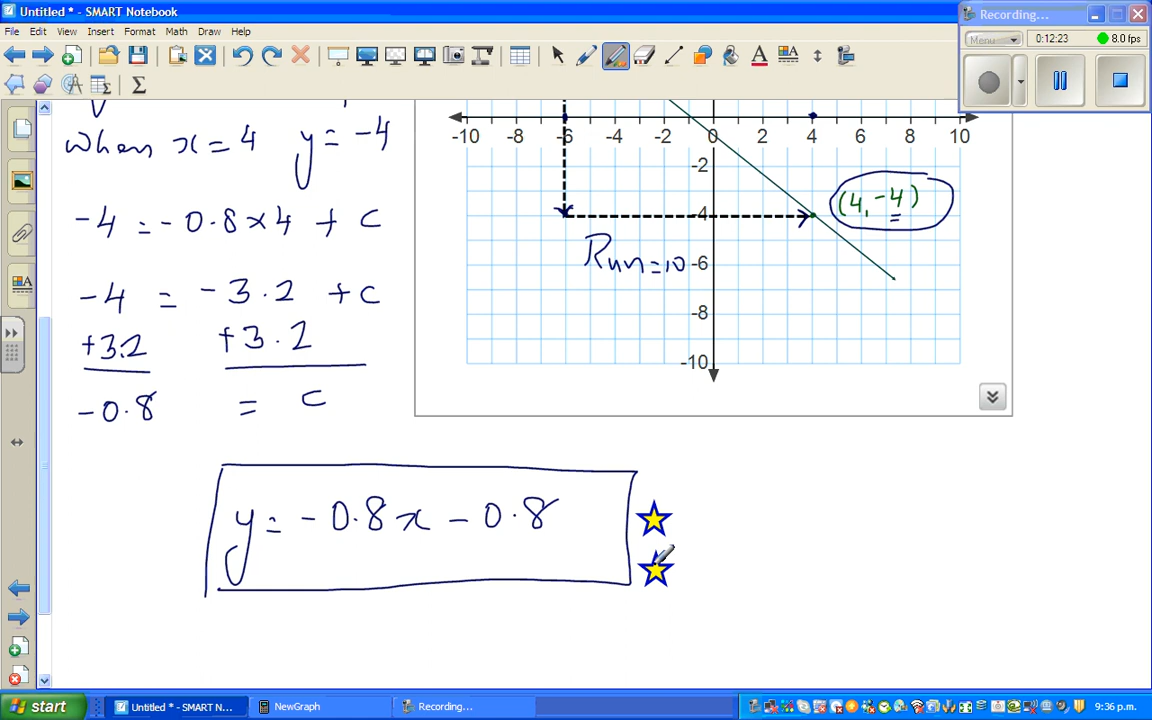 Untitled * - SMART Notebook
File Edit View Insert Format Math Draw Help
Recording...
Menu
0:12:23
8.0 fps
when x = 4 y = -4
-4 = -0.8 × 4 + c
-4 = -3.2 + c
+3.2 +3.2
-0.8 = c
y = -0.8x - 0.8
-10 -8 -6 -4 -2 0 2 4 6 8 10
-2
(4, -4)
-4
Run = 10
-6
-8
-10
start
Untitled * - SMART N...
NewGraph
Recording...
9:36 p.m.